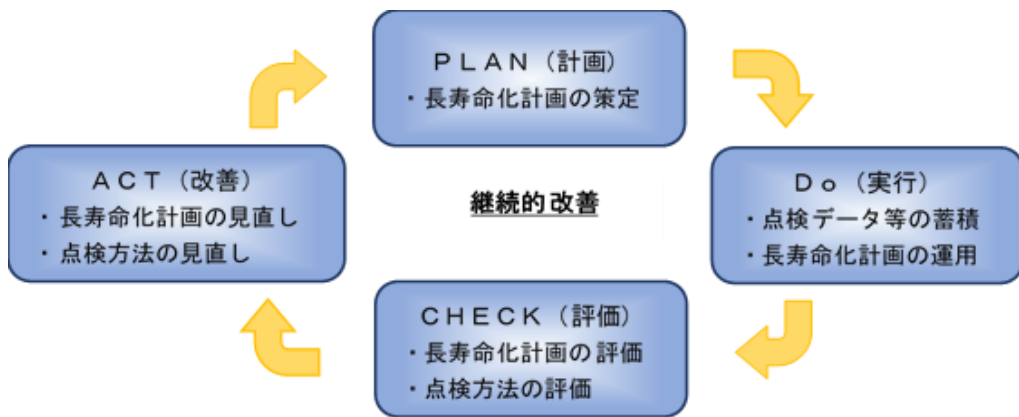 ＰＬＡＮ（計画）
・長寿命化計画の策定
ＡＣＴ（改善）
・長寿命化計画の見直し
・点検方法の見直し
継続的改善
Ｄｏ（実行）
・点検データ等の蓄積
・長寿命化計画の運用
ＣＨＥＣＫ（評価）
・長寿命化計画の評価
・点検方法の評価